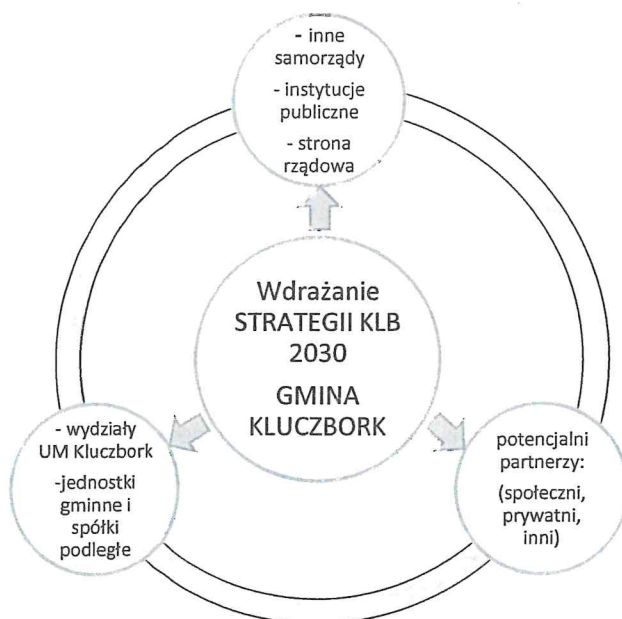 - inne
samorządy
- instytucje
publiczne
- strona
rządowa
Wdrażanie
STRATEGII KLB
2030
GMINA
KLUCZBORK
- wydziały
UM Kluczbork
-jednostki
gminne i
spółki
podległe
potencjalni
partnerzy:
(społeczni,
prywatni,
inni)